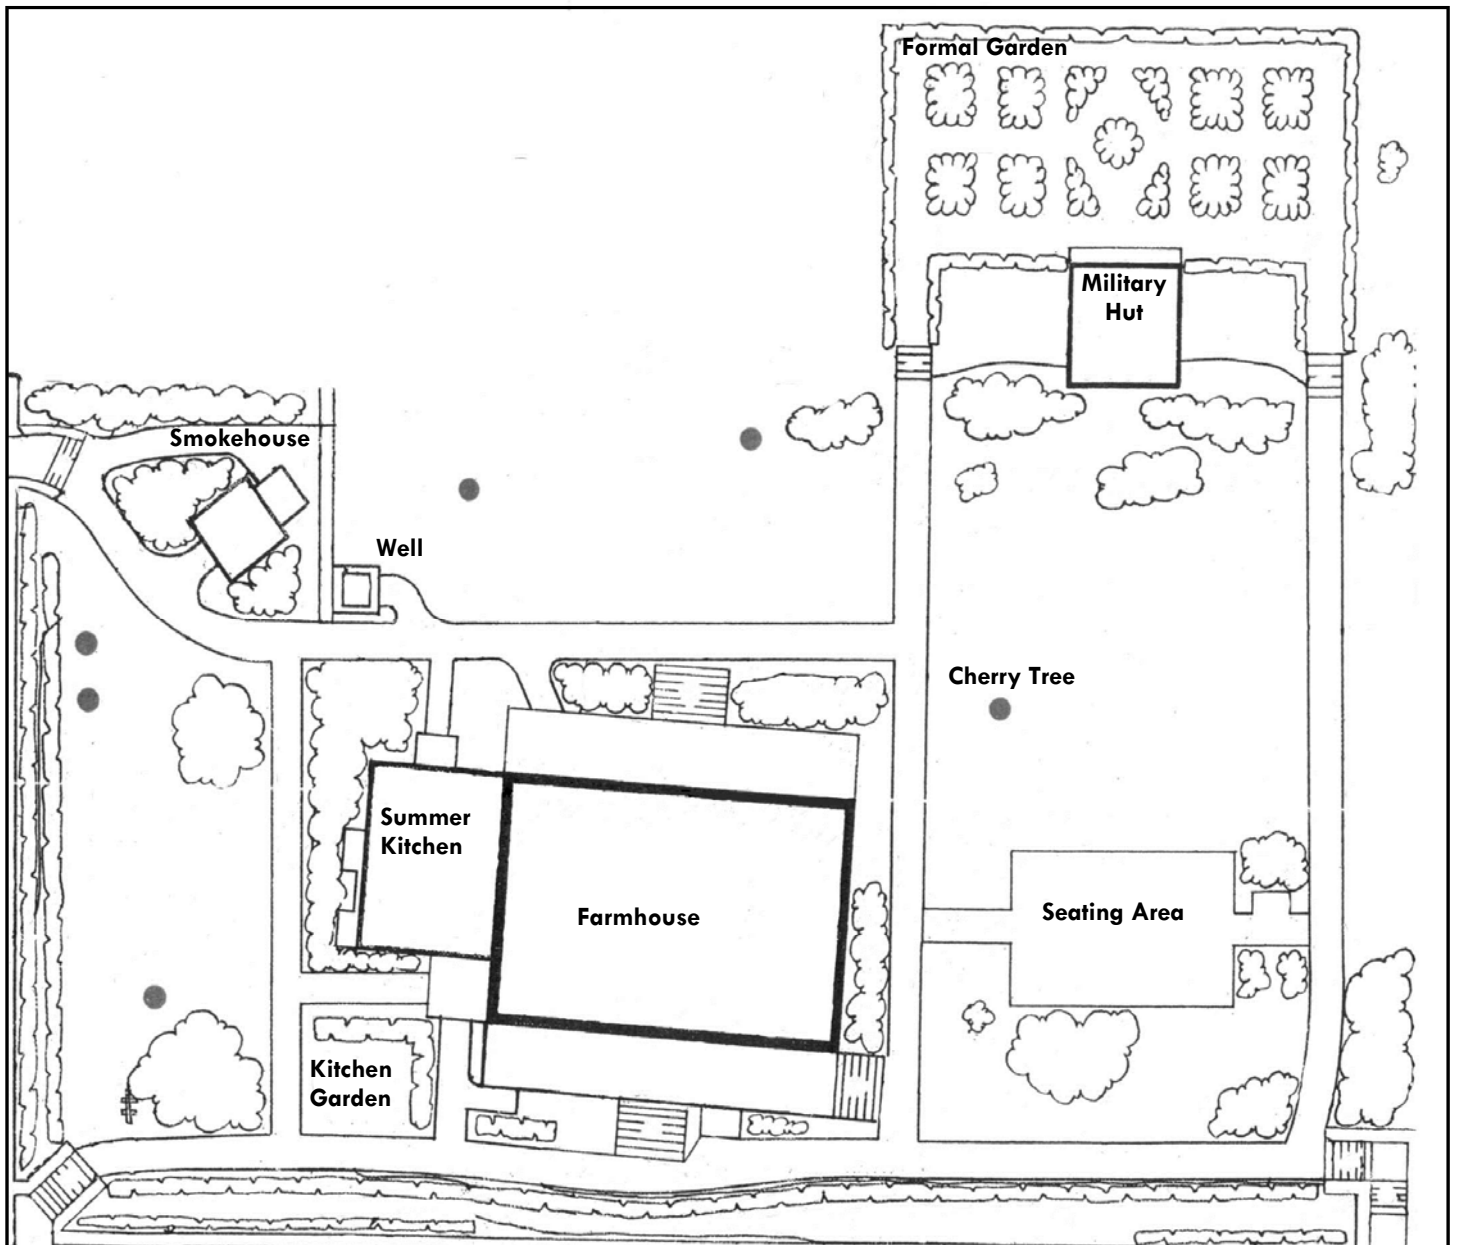 Formal Garden
Military
Hut
Smokehouse
Well
Cherry Tree
Summer
Kitchen
Farmhouse
Seating Area
Kitchen
Garden